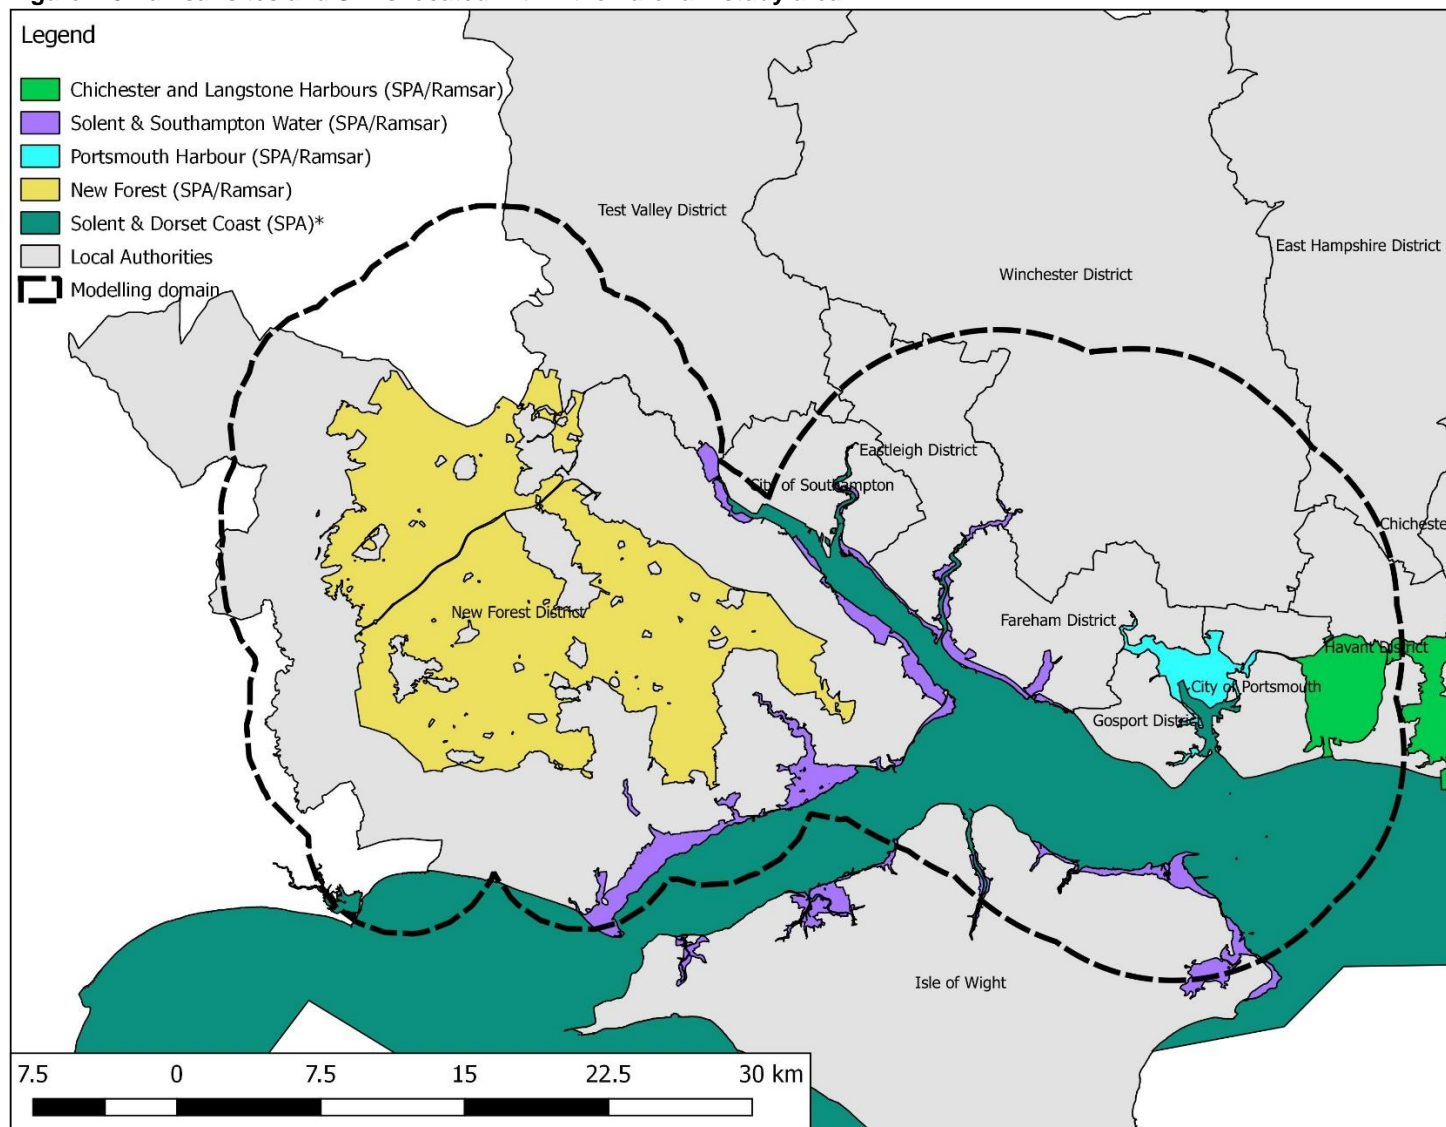 Legend
Chichester and Langstone Harbours (SPA/Ramsar)
Solent & Southampton Water (SPA/Ramsar)
Portsmouth Harbour (SPA/Ramsar)
New Forest (SPA/Ramsar)
Solent & Dorset Coast (SPA)*
Local Authorities
Modelling domain
Test Valley District
East Hampshire District
Winchester District
Eastleigh District
City of Southampton
Chicheste
New Forest District
Fareham District
Havant District
City of Portsmouth
Gosport District
Isle of Wight
7.5 0 7.5 15 22.5 30 km